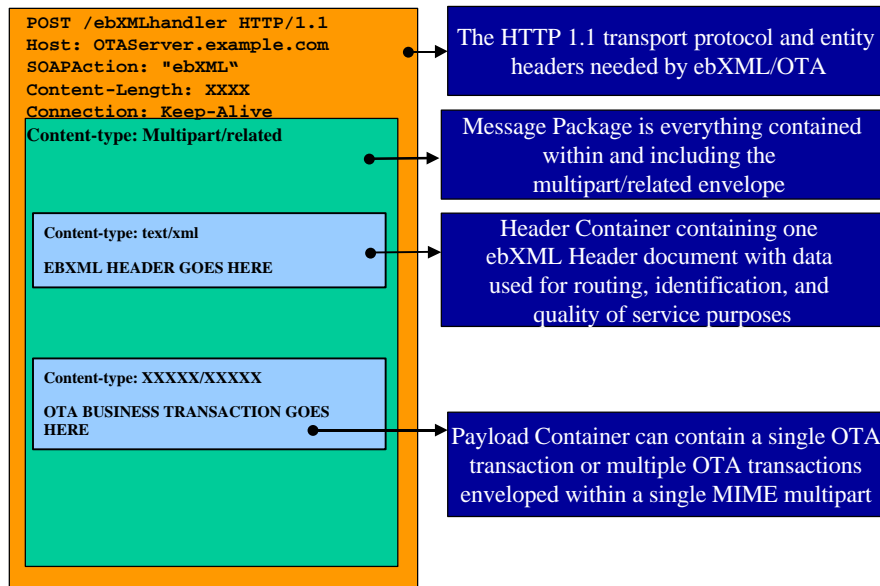 POST /ebXMLhandler HTTP/1.1
Host: OTAServer.example.com
SOAPAction: "ebXML“
Content-Length: XXXX
Connection: Keep-Alive
Content-type: Multipart/related
Content-type: text/xml
EBXML HEADER GOES HERE
Content-type: XXXXX/XXXXX
OTA BUSINESS TRANSACTION GOES
HERE
The HTTP 1.1 transport protocol and entity
headers needed by ebXML/OTA
Message Package is everything contained
within and including the
multipart/related envelope
Header Container containing one
ebXML Header document with data
used for routing, identification, and
quality of service purposes
Payload Container can contain a single OTA
transaction or multiple OTA transactions
enveloped within a single MIME multipart